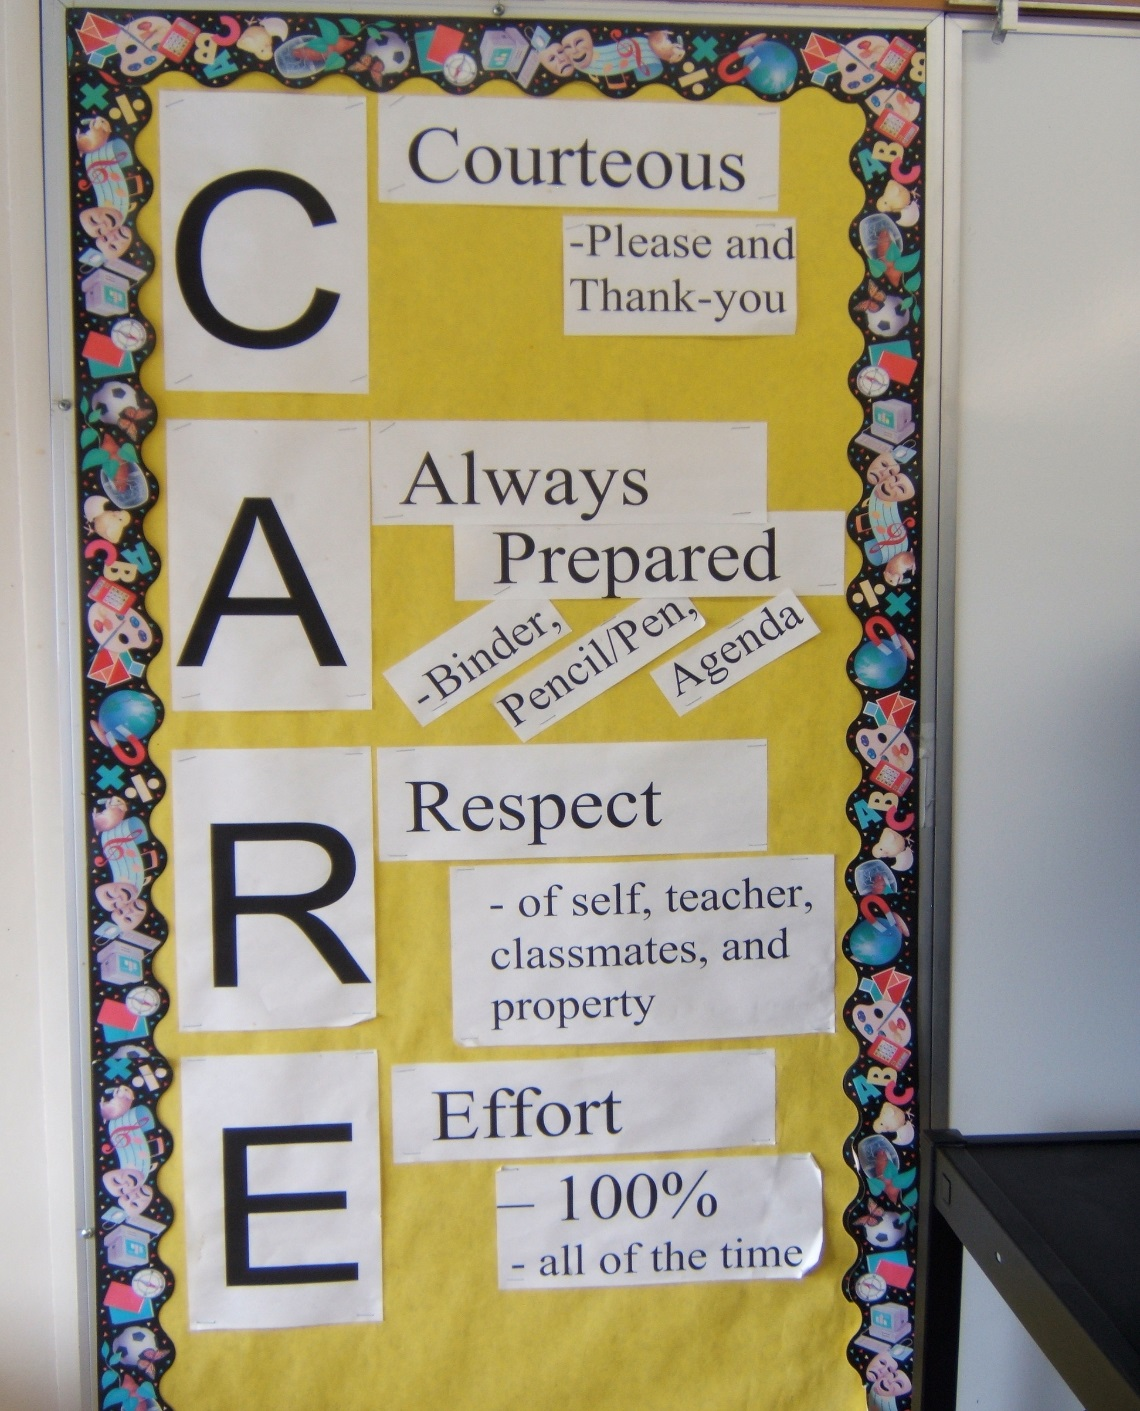 C
Courteous
-Please and
Thank-you
A
Always
Prepared
-Binder,
Pencil/Pen,
Agenda
R
Respect
- of self, teacher,
classmates, and
property
E
Effort
– 100%
- all of the time